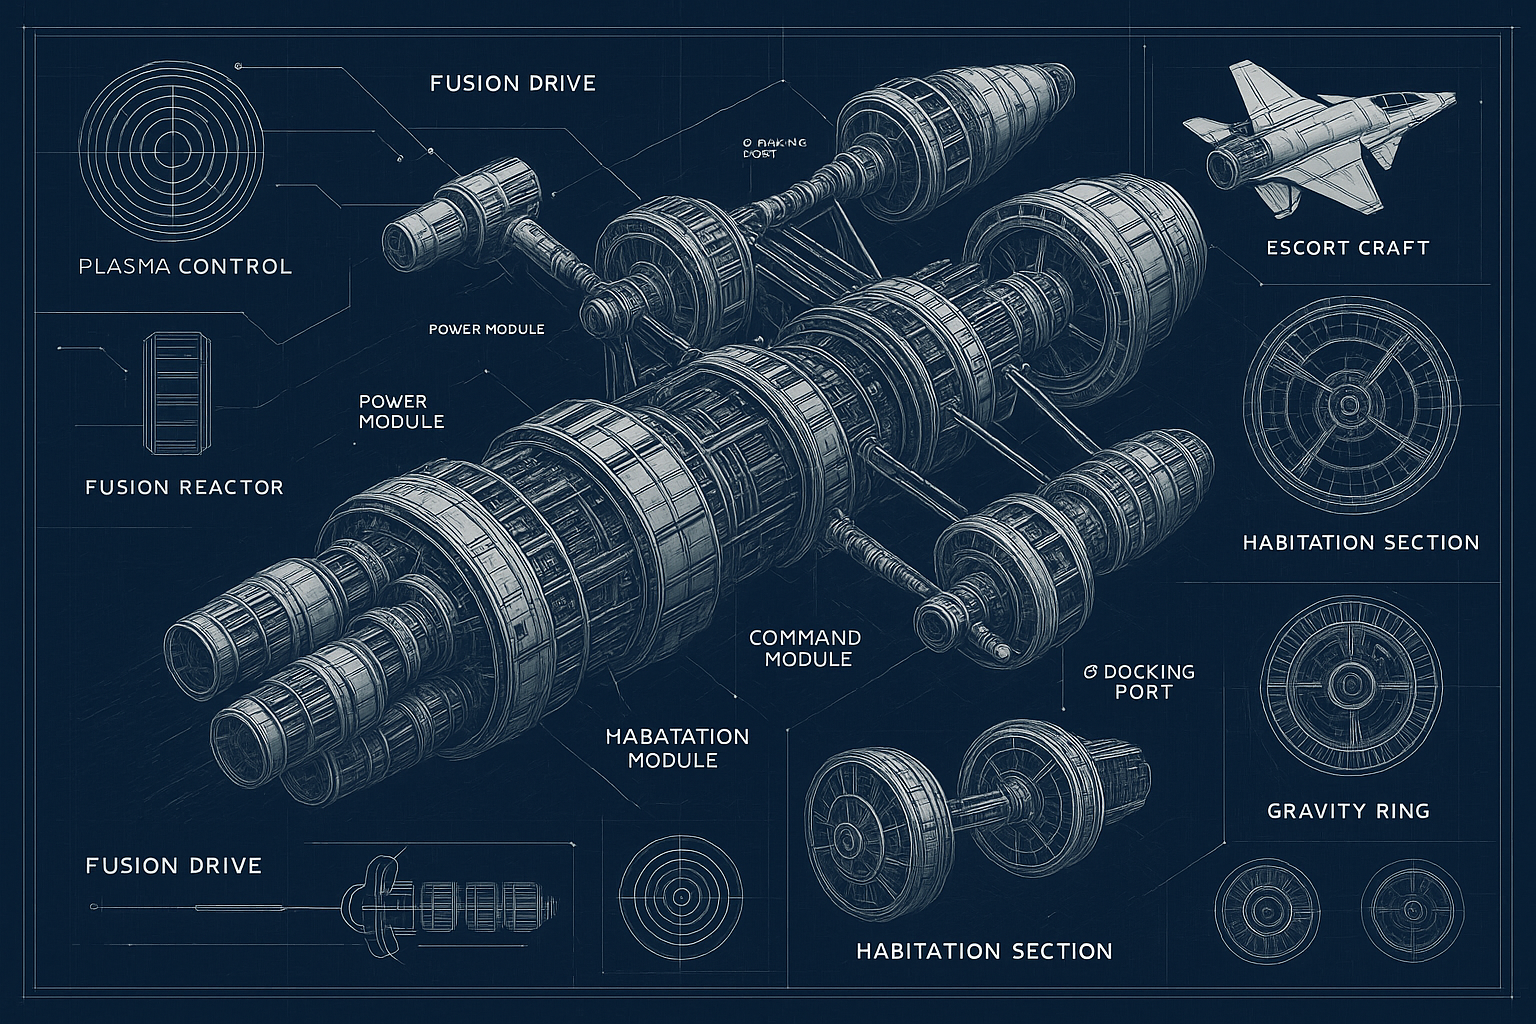 FUSION DRIVE
PLASMA CONTROL
ESCORT CRAFT
POWER MODULE
POWER
MODULE
FUSION REACTOR
HABITATION SECTION
COMMAND
MODULE
DOCKING
PORT
MABATATION
MODULE
GRAVITY RING
FUSION DRIVE
HABITATION SECTION